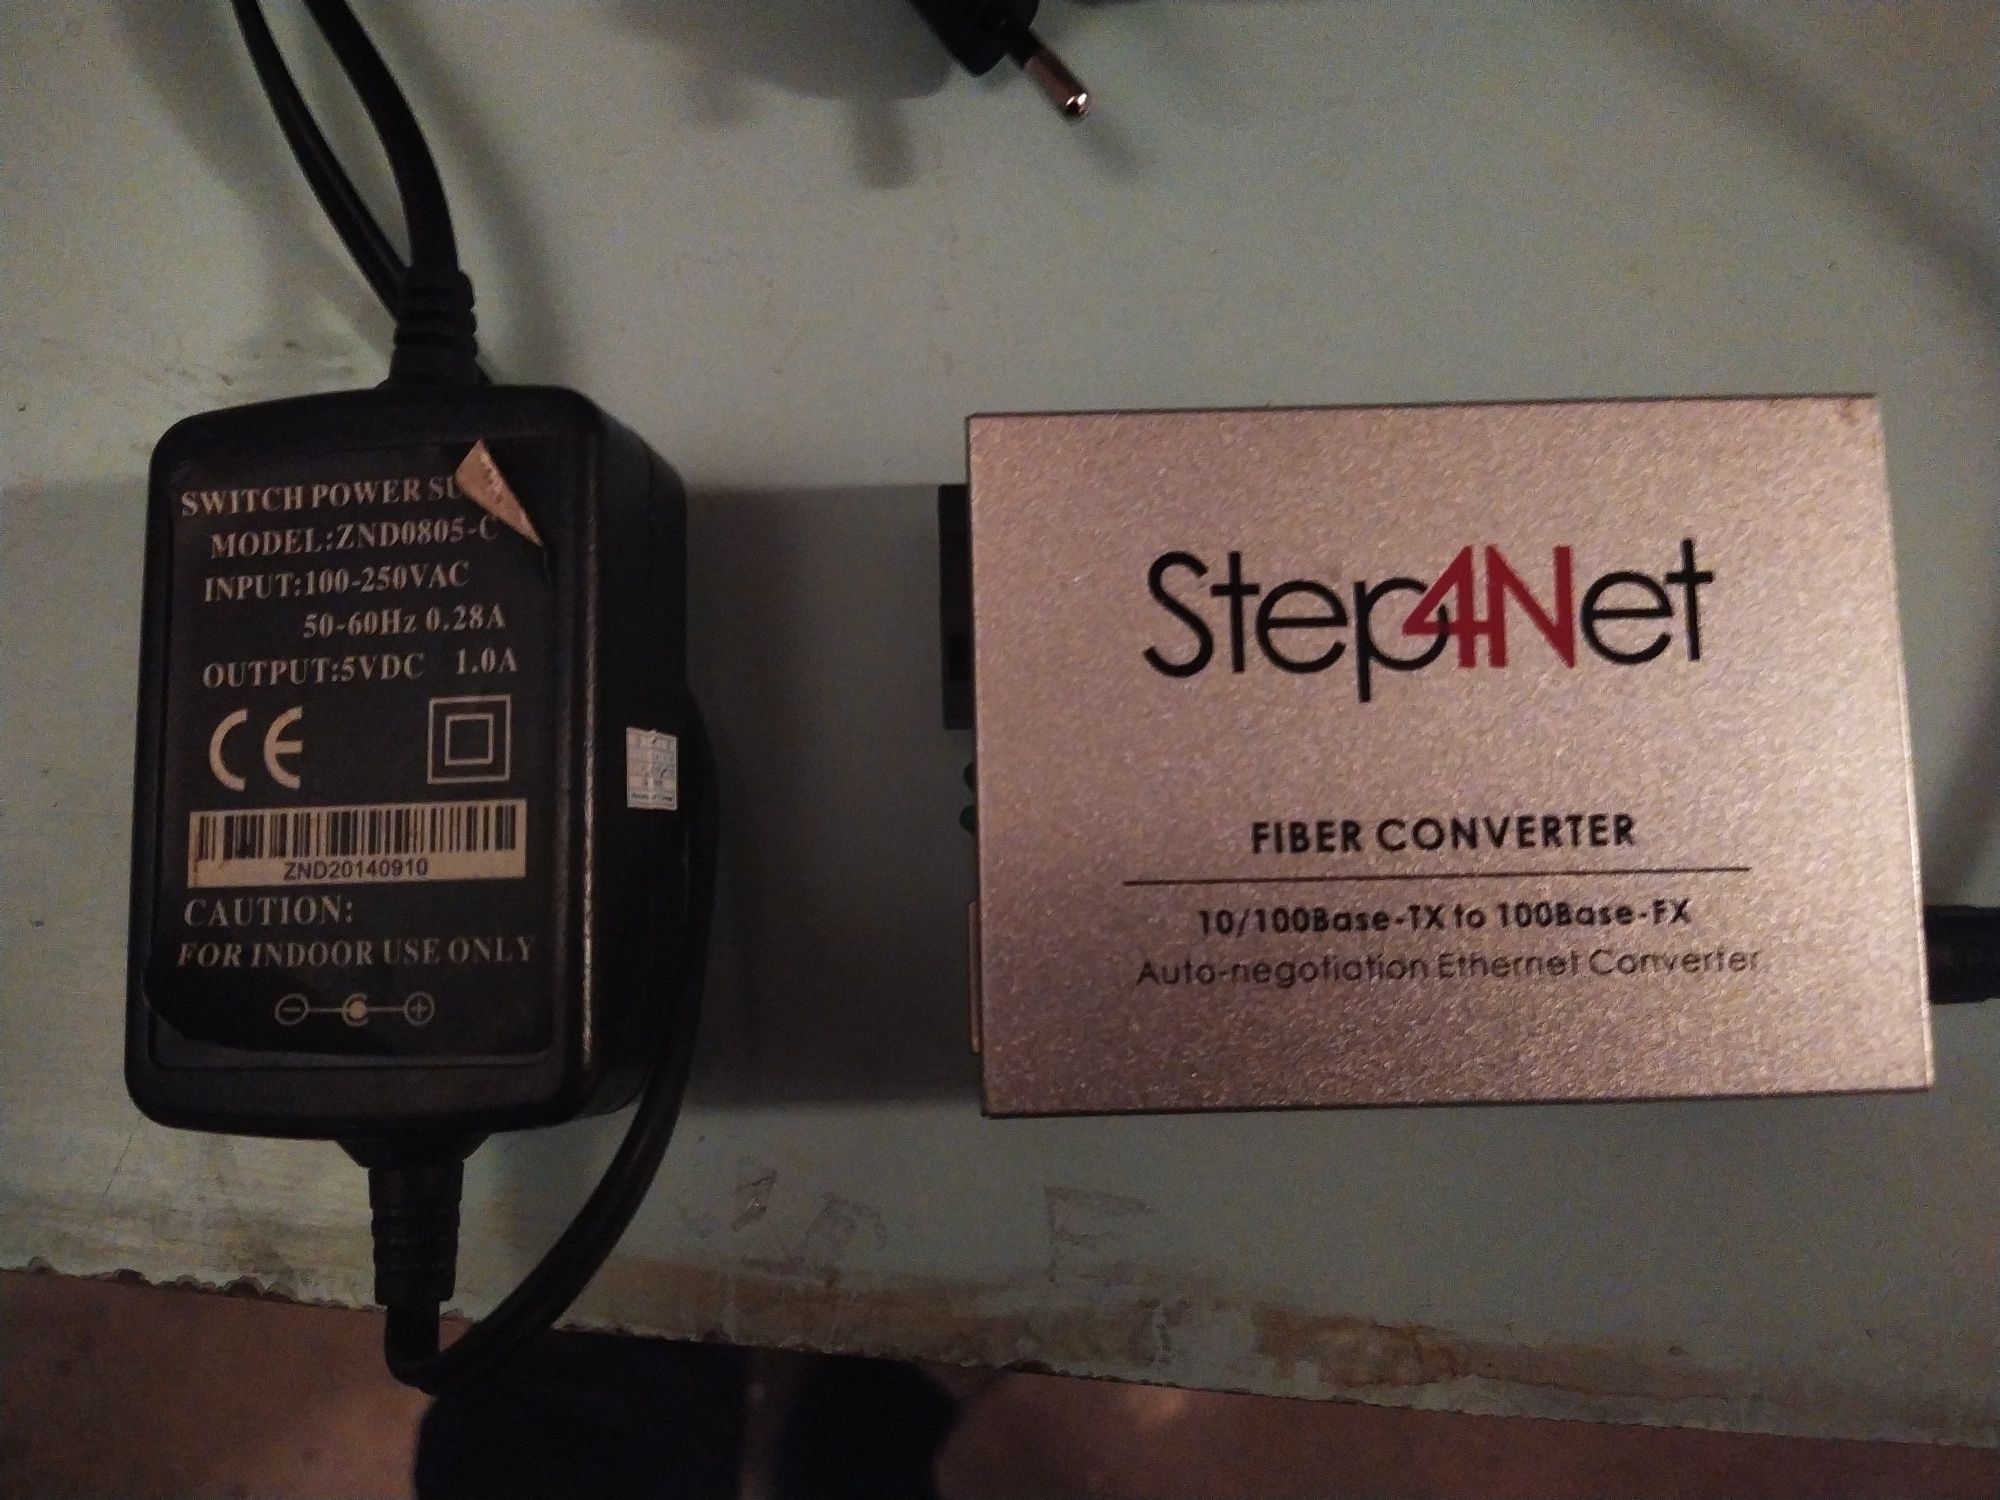 SWITCH POWER SU
MODEL:ZND0805-C
INPUT:100-250VAC
50-60Hz 0.28A
OUTPUT:5VDC 1.0A
CE
ZND20140910
CAUTION:
FOR INDOOR USE ONLY
Step4Net
FIBER CONVERTER
10/100Base-TX to 100Base-FX
Auto-negotiation Ethernet Converter